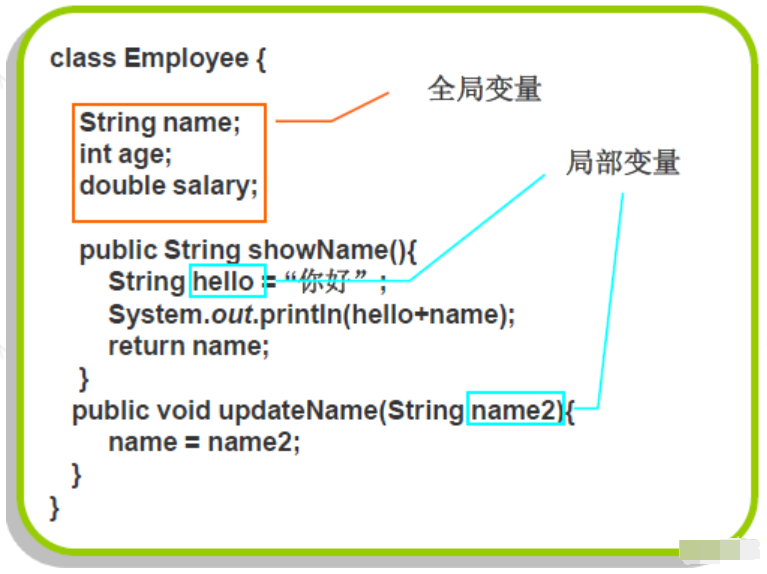 class Employee {
全局变量
String name;
int age;
double salary;
局部变量
public String showName(){
String hello = “你好” ;
System.out.println(hello+name);
return name;
}
public void updateName(String name2){
name = name2;
}
}